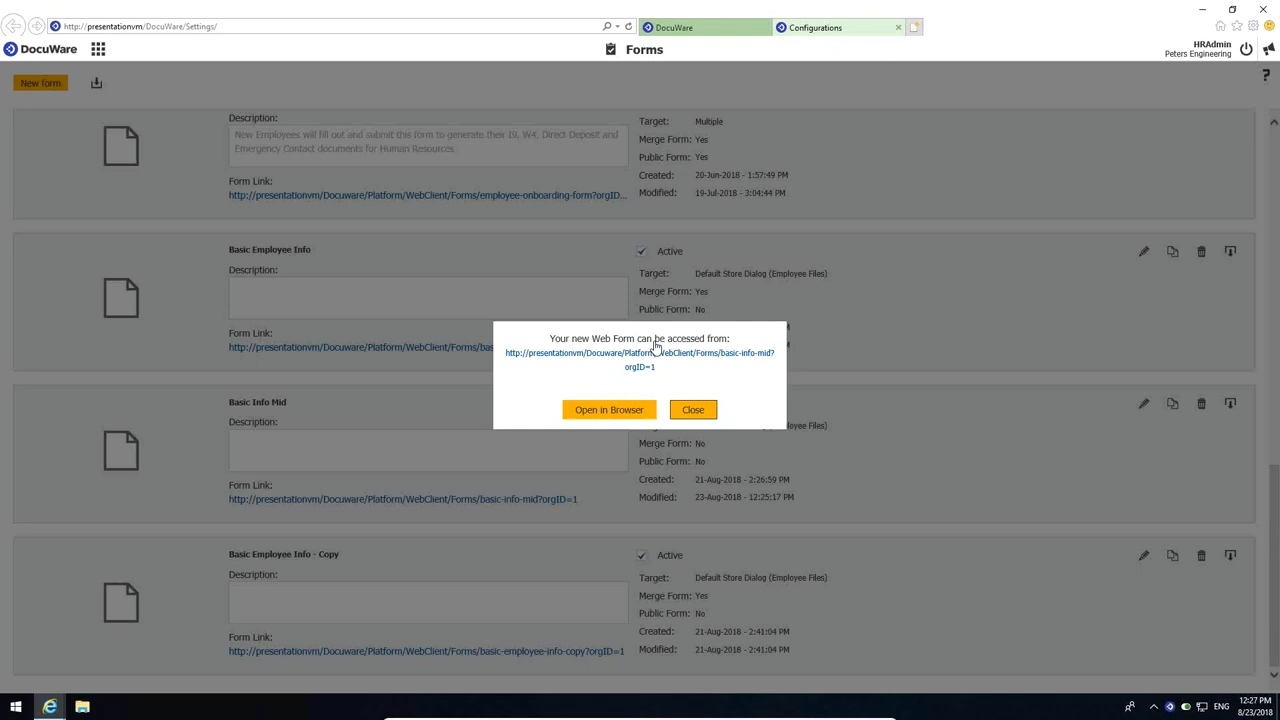 http://presentationvm/DocuWare/Settings/
DocuWare
Configurations
DocuWare
Forms
HRAdmin
Peters Engineering
New form
?
Description:
New Employees will fill out and submit this form to generate their I9, W4, Direct Deposit and
Emergency Contact documents for Human Resources
Form Link:
http://presentationvm/Docuware/Platform/WebClient/Forms/employee-onboarding-form?orgID...
Target: Multiple
Merge Form: Yes
Public Form: Yes
Created: 20-Jun-2018 - 1:57:49 PM
Modified: 19-Jul-2018 - 3:04:44 PM
Basic Employee Info
Active
Description:
Target: Default Store Dialog (Employee Files)
Merge Form: Yes
Public Form: No
Form Link:
http://presentationvm/Docuware/Platform/WebClient/Forms/bas
Your new Web Form can be accessed from:
http://presentationvm/Docuware/Platform/WebClient/Forms/basic-info-mid?
orgID=1
Open in Browser
Close
Basic Info Mid
Description:
Employee Files)
Merge Form: No
Public Form: No
Form Link:
http://presentationvm/Docuware/Platform/WebClient/Forms/basic-info-mid?orgID=1
Created: 21-Aug-2018 - 2:26:59 PM
Modified: 23-Aug-2018 - 12:25:17 PM
Basic Employee Info - Copy
Active
Description:
Target: Default Store Dialog (Employee Files)
Merge Form: Yes
Public Form: No
Form Link:
http://presentationvm/Docuware/Platform/WebClient/Forms/basic-employee-info-copy?orgID=1
Created: 21-Aug-2018 - 2:41:04 PM
Modified: 21-Aug-2018 - 2:41:04 PM
ENG
12:27 PM
8/23/2018